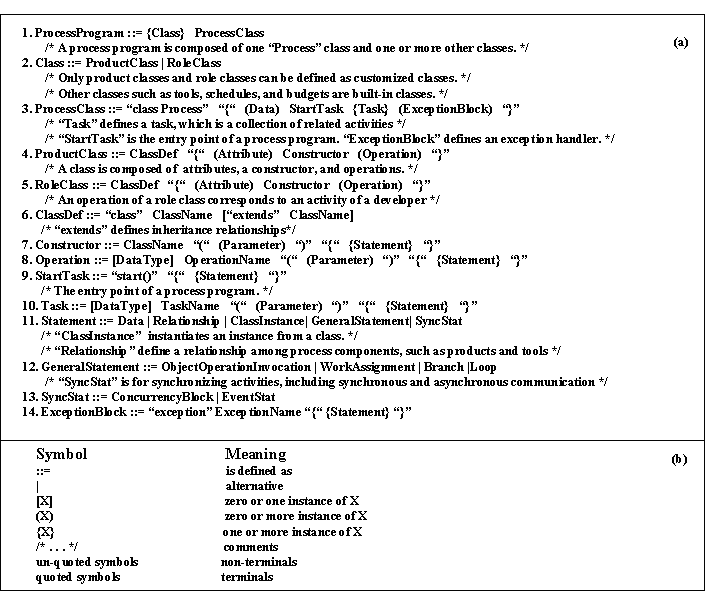 1. ProcessProgram ::= {Class} ProcessClass
(a)
/* A process program is composed of one “Process” class and one or more other classes. */
2. Class ::= ProductClass | RoleClass
/* Only product classes and role classes can be defined as customized classes. */
/* Other classes such as tools, schedules, and budgets are built-in classes. */
3. ProcessClass ::= “class Process” “{“ (Data) StartTask {Task} (ExceptionBlock) “}”
/* “Task” defines a task, which is a collection of related activities */
/* “StartTask” is the entry point of a process program. “ExceptionBlock” defines an exception handler. */
4. ProductClass ::= ClassDef “{“ (Attribute) Constructor (Operation) “}”
/* A class is composed of attributes, a constructor, and operations. */
5. RoleClass ::= ClassDef “{“ (Attribute) Constructor (Operation) “}”
/* An operation of a role class corresponds to an activity of a developer */
6. ClassDef ::= “class” ClassName [“extends” ClassName]
/* “extends” defines inheritance relationships*/
7. Constructor ::= ClassName “(“ (Parameter) “)” “{“ {Statement} “}”
8. Operation ::= [DataType] OperationName “(“ (Parameter) “)” “{“ {Statement} “}”
9. StartTask ::= “start()” “{“ {Statement} “}”
/* The entry point of a process program. */
10. Task ::= [DataType] TaskName “(“ (Parameter) “)” “{“ {Statement} “}”
11. Statement ::= Data | Relationship | ClassInstance| GeneralStatement| SyncStat
/* “ClassInstance” instantiates an instance from a class. */
/* “Relationship” define a relationship among process components, such as products and tools */
12. GeneralStatement ::= ObjectOperationInvocation | WorkAssignment | Branch |Loop
/* “SyncStat” is for synchronizing activities, including synchronous and asynchronous communication */
13. SyncStat ::= ConcurrencyBlock | EventStat
14. ExceptionBlock ::= “exception” ExceptionName “{“ {Statement} “}”
Symbol Meaning
(b)
::= is defined as
| alternative
[X] zero or one instance of X
(X) zero or more instance of X
{X} one or more instance of X
/* . . . */ comments
un-quoted symbols non-terminals
quoted symbols terminals